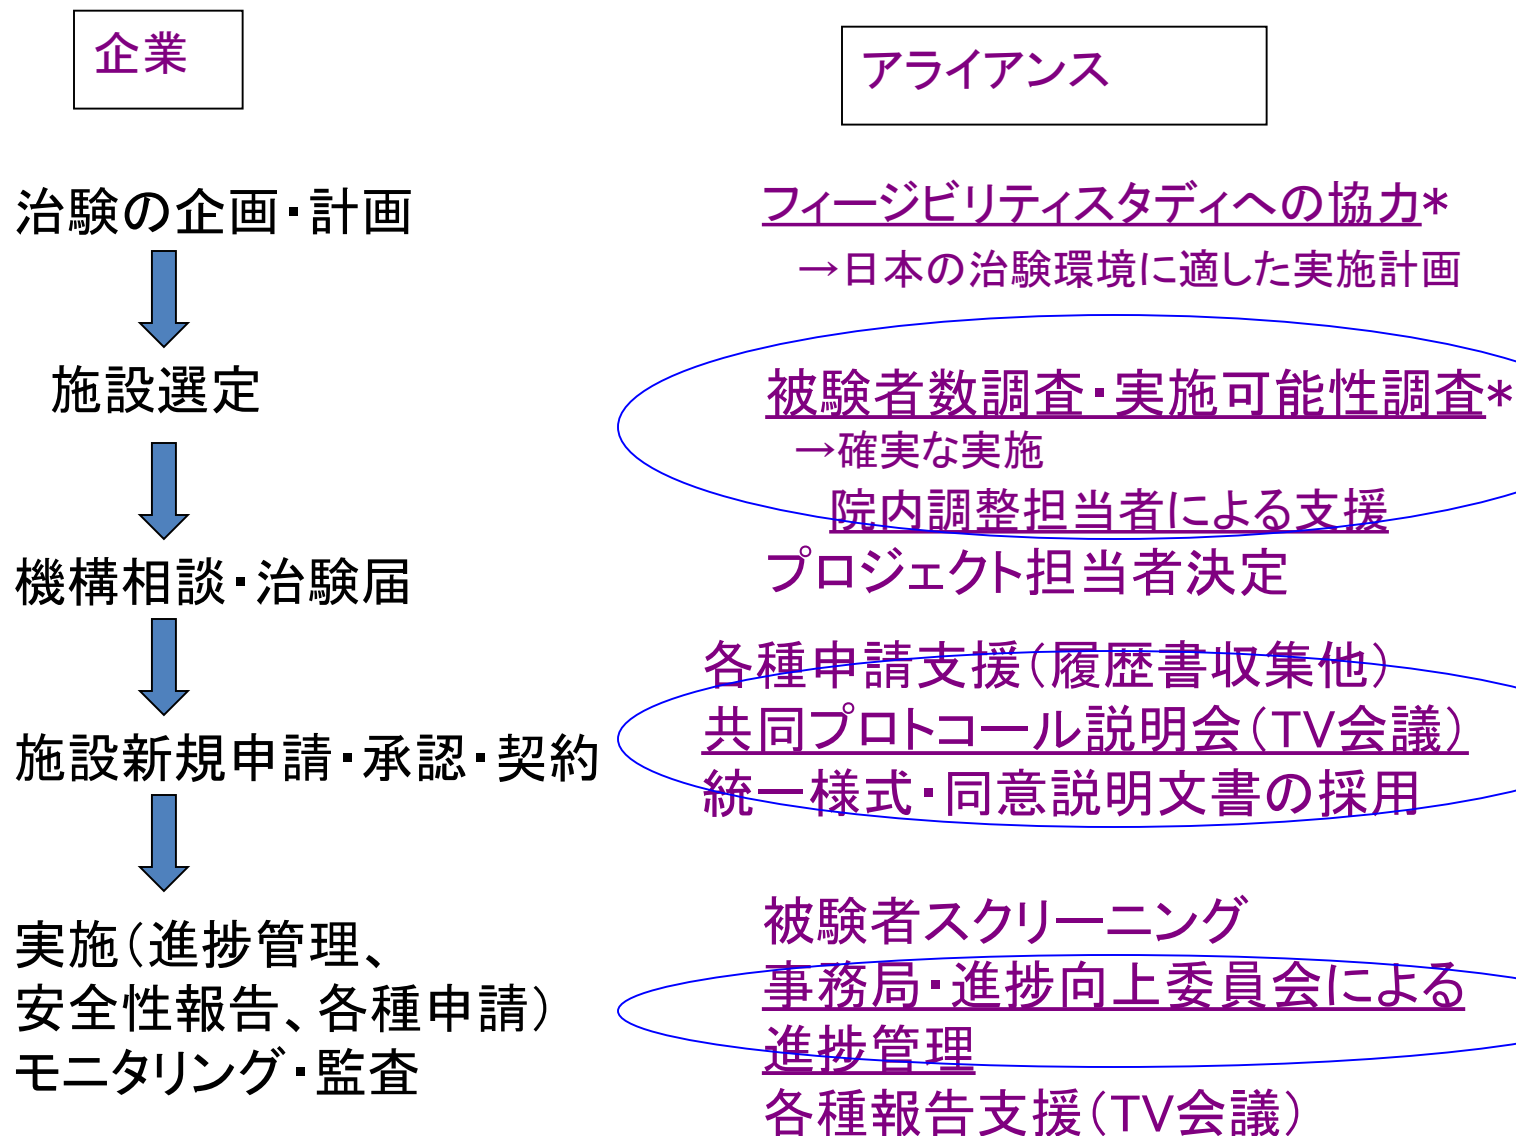 企業
アライアンス
治験の企画・計画
フィージビリティスタディへの協力*
→日本の治験環境に適した実施計画
施設選定
被験者数調査・実施可能性調査*
→確実な実施
院内調整担当者による支援
機構相談・治験届
プロジェクト担当者決定
各種申請支援(履歴書収集他)
施設新規申請・承認・契約
共同プロトコール説明会(TV会議)
統一様式・同意説明文書の採用
実施(進捗管理、
安全性報告、各種申請)
モニタリング・監査
被験者スクリーニング
事務局・進捗向上委員会による
進捗管理
各種報告支援(TV会議)